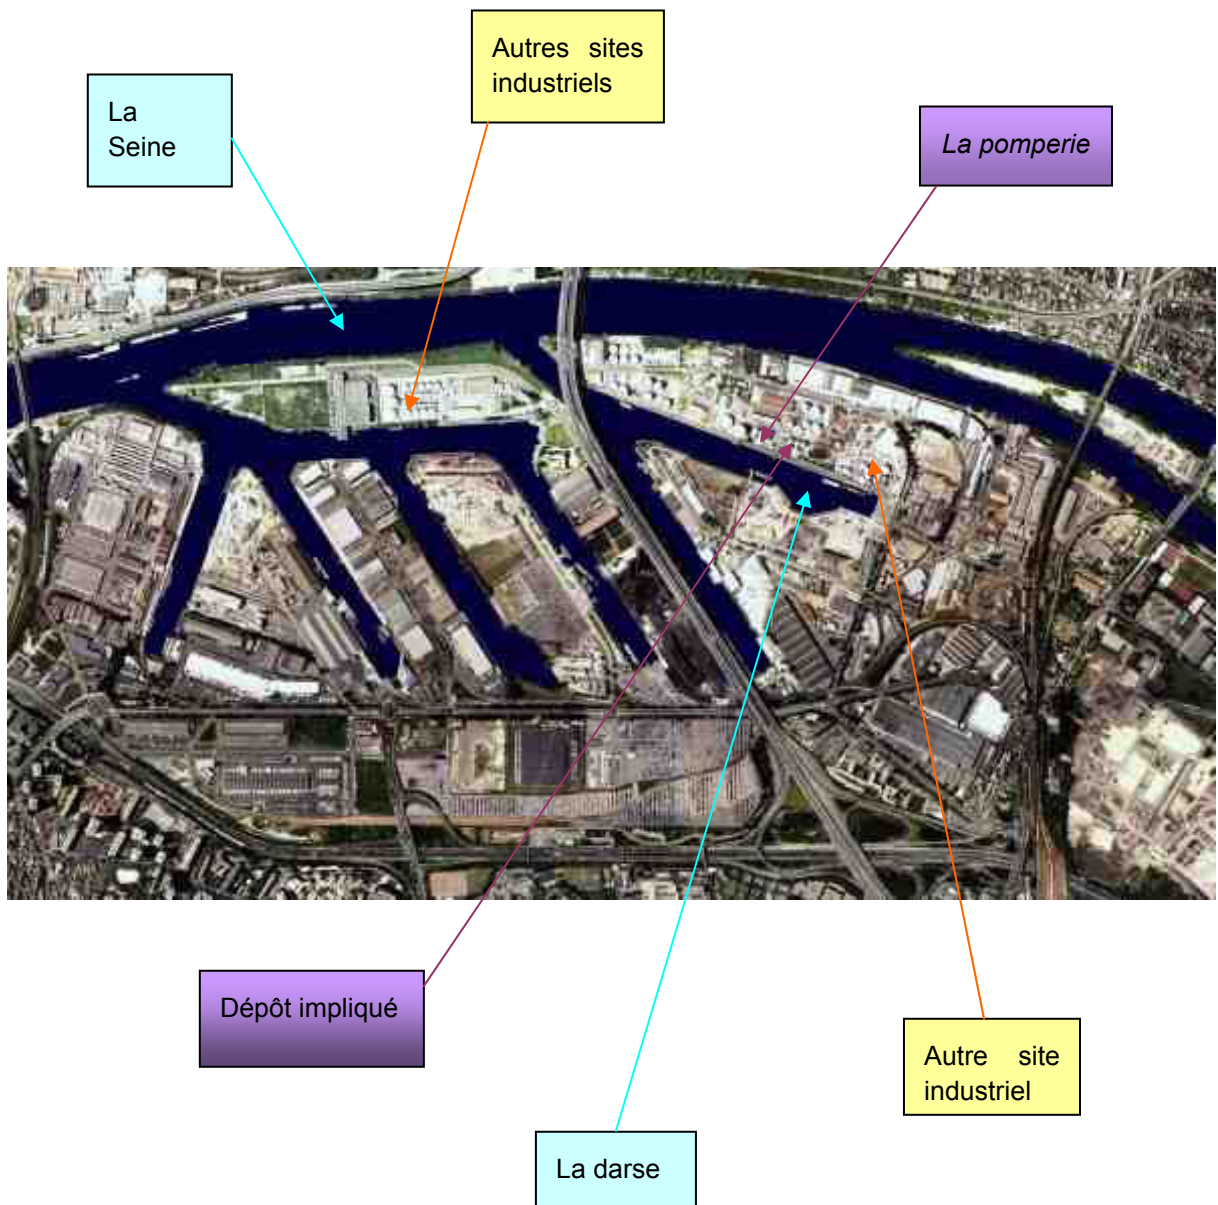 Autres sites
industriels
La
Seine
La pomperie
Dépôt impliqué
Autre site
industriel
La darse